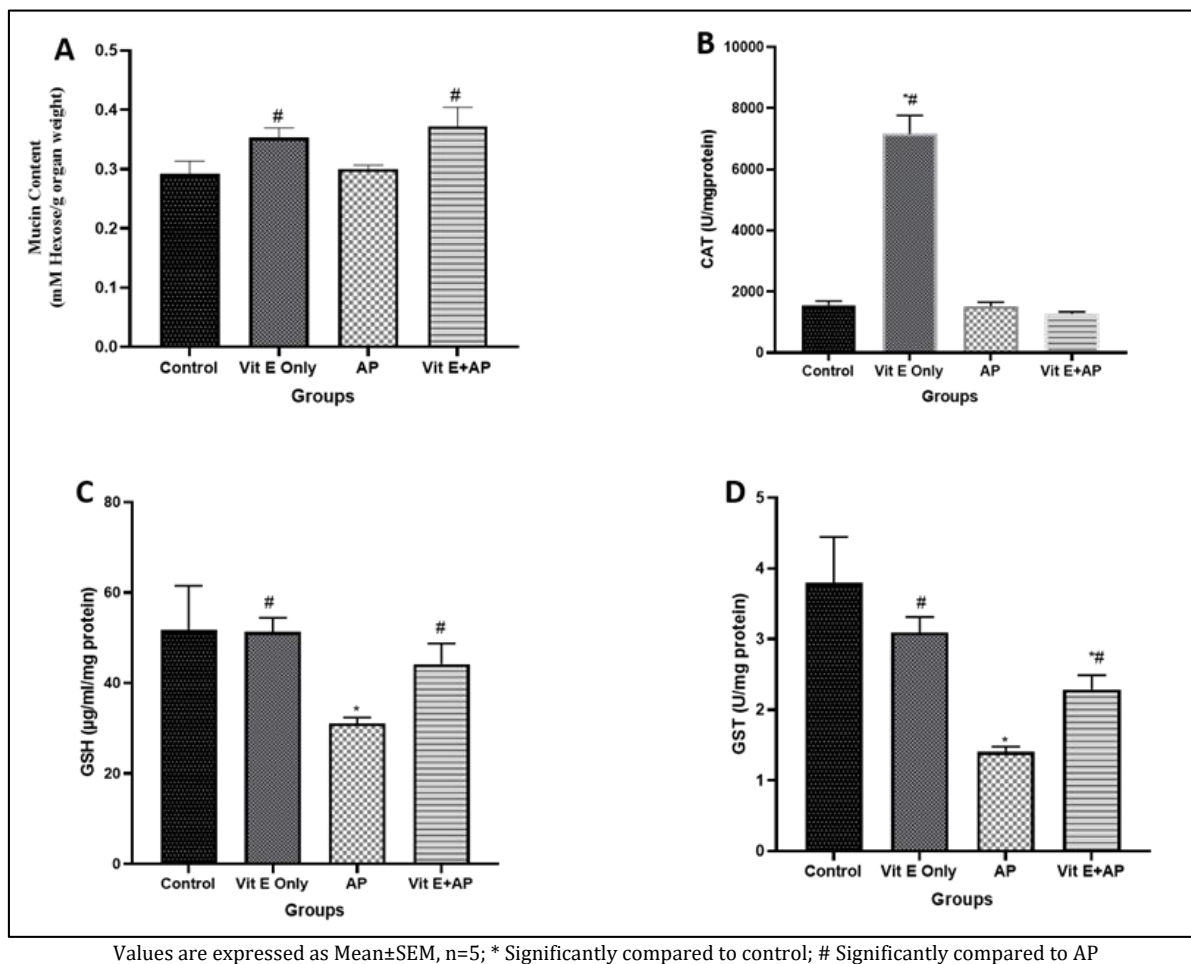 A
Mucin Content
(mM Hexose/g organ weight)
0.5
0.4
0.3
0.2
0.1
0.0
#
#
Control Vit E Only AP Vit E+AP
Groups
B
CAT (U/mgprotein)
10000
8000
6000
4000
2000
0
*#
Control Vit E Only AP Vit E+AP
Groups
C
GSH (µg/ml/mg protein)
80
60
40
20
0
#
*
#
Control Vit E Only AP Vit E+AP
Groups
D
GST (U/mg protein)
5
4
3
2
1
0
#
*
*#
Control Vit E Only AP Vit E+AP
Groups
Values are expressed as Mean±SEM, n=5; * Significantly compared to control; # Significantly compared to AP